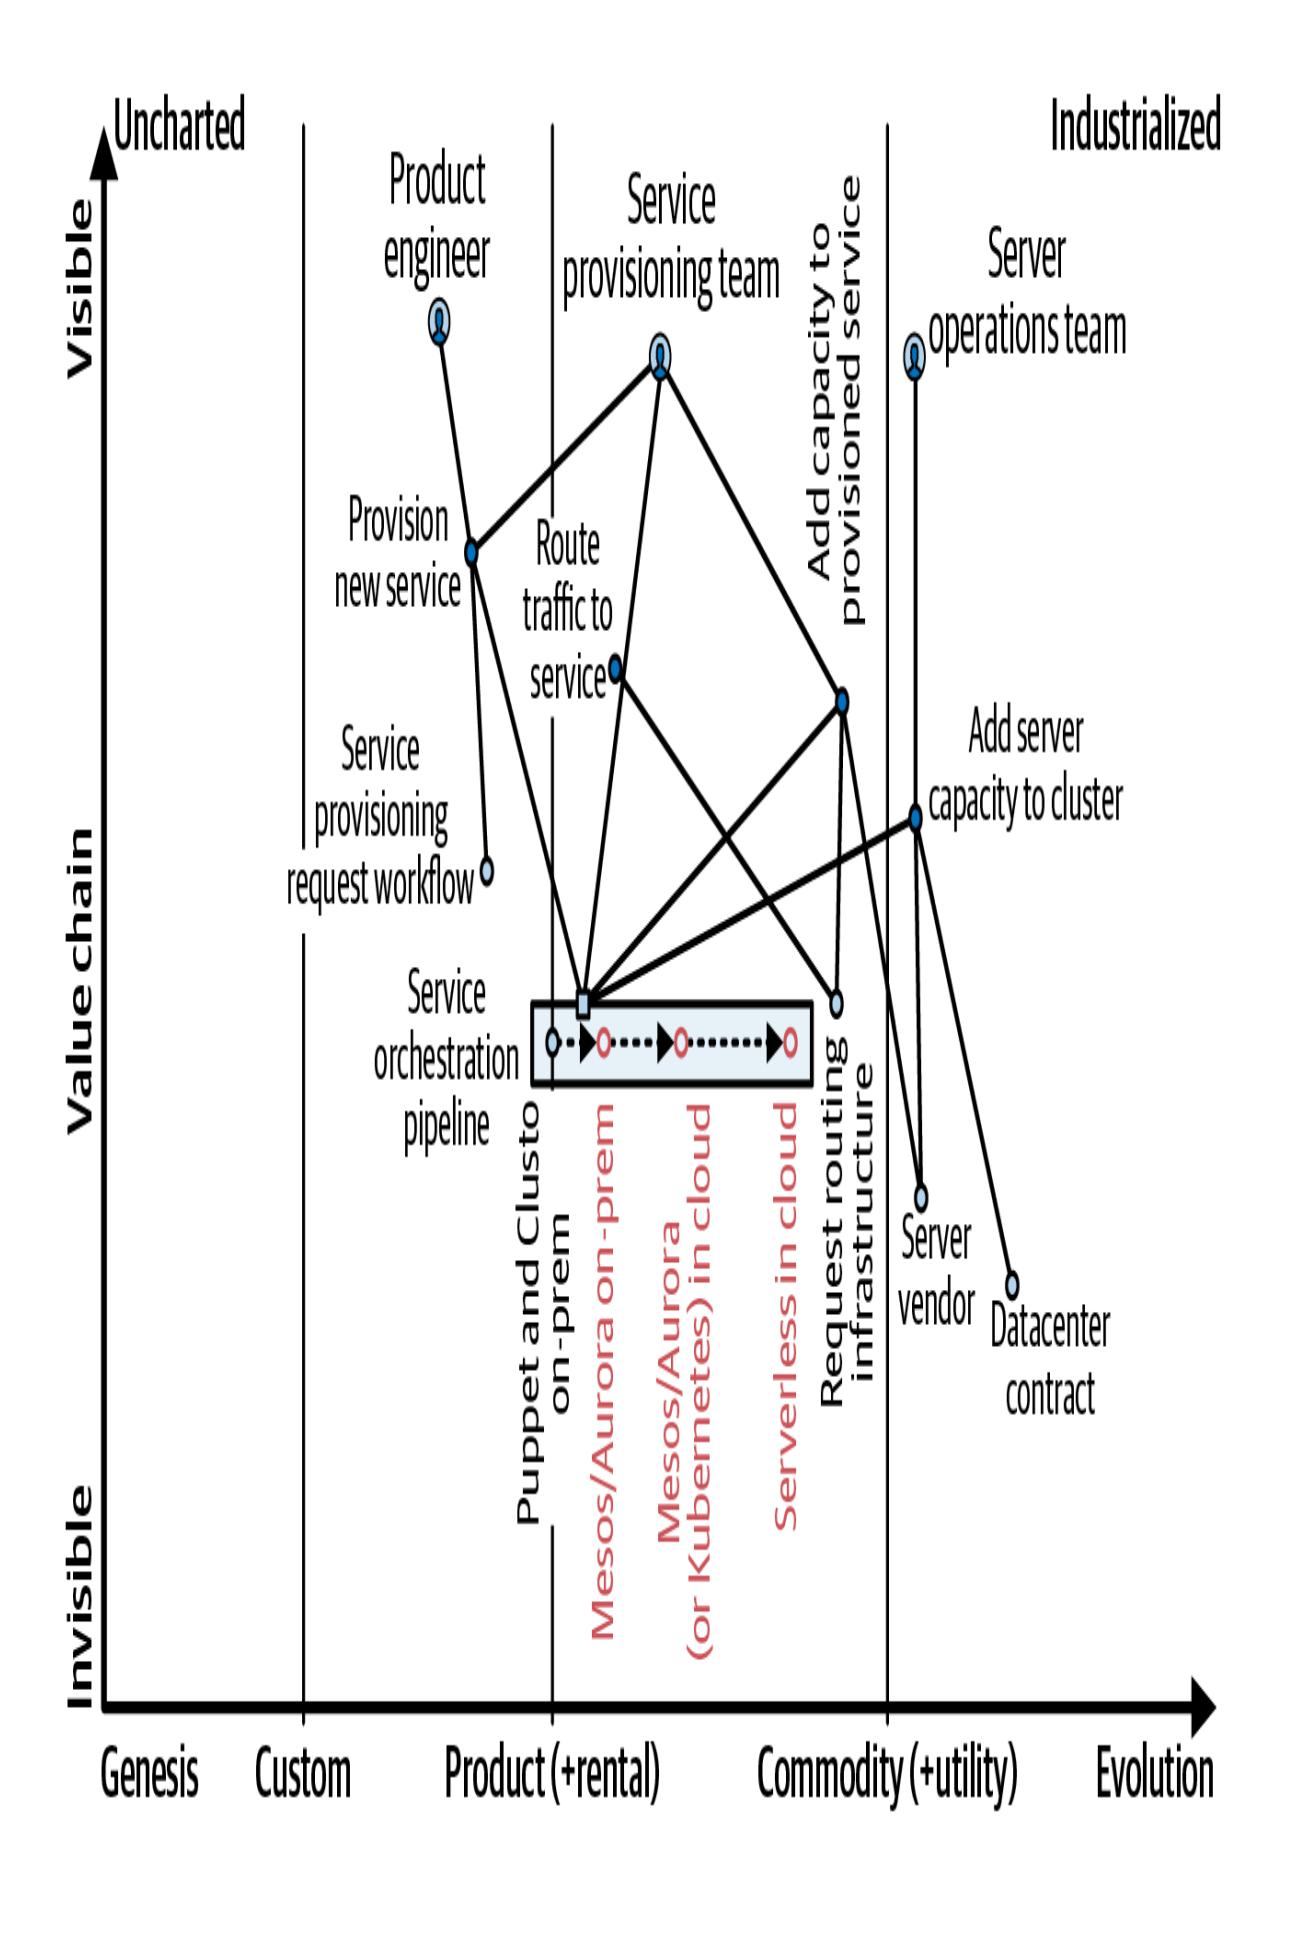 Uncharted
Industrialized
Visible
Value chain
Invisible
Product
engineer
Service
provisioning team
Add capacity to
provisioned service
Server
operations team
Provision
new service
Route
traffic to
service
Service
provisioning
request workflow
Add server
capacity to cluster
Service
orchestration
pipeline
Puppet and Clusto
on-prem
Mesos/Aurora on-prem
Mesos/Aurora
(or Kubernetes) in cloud
Serverless in cloud
Request routing
infrastructure
Server
vendor
Datacenter
contract
Genesis
Custom
Product (+rental)
Commodity (+utility)
Evolution